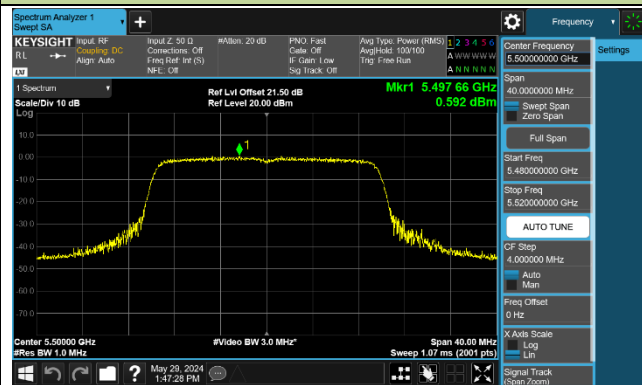 Spectrum Analyzer 1
Swept SA
Frequency
KEYSIGHT
Input: RF
Input Z: 50 Ω
#Atten: 20 dB
PNO: Fast
Avg Type: Power (RMS)
1 2 3 4 5 6
RL
Coupling: DC
Corrections: Off
Gate: Off
Avg|Hold: 100/100
A W W W W W
Align: Auto
Freq Ref: Int (S)
IF Gain: Low
Trig: Free Run
NFE: Off
Sig Track: Off
A N N N N N
LXI
1 Spectrum
Ref Lvl Offset 21.50 dB
Mkr1 5.497 66 GHz
Scale/Div 10 dB
Ref Level 20.00 dBm
0.592 dBm
Log
10.0
0.00
-10.0
-20.0
-30.0
-40.0
-50.0
-60.0
-70.0
1
Center 5.50000 GHz
#Video BW 3.0 MHz*
Span 40.00 MHz
#Res BW 1.0 MHz
Sweep 1.07 ms (2001 pts)
Center Frequency
5.500000000 GHz
Settings
Span
40.0000000 MHz
Swept Span
Zero Span
Full Span
Start Freq
5.480000000 GHz
Stop Freq
5.520000000 GHz
AUTO TUNE
CF Step
4.000000 MHz
Auto
Man
Freq Offset
0 Hz
X Axis Scale
Log
Lin
Signal Track
(Span Zoom)
?
May 29, 2024
1:47:28 PM